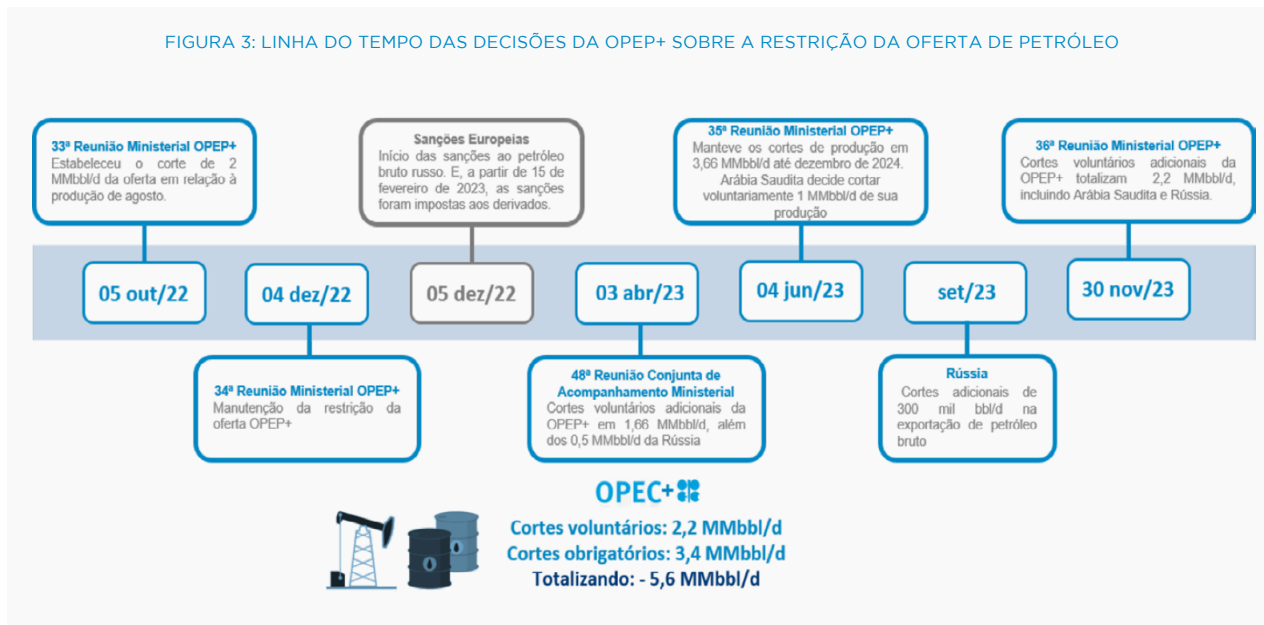 FIGURA 3: LINHA DO TEMPO DAS DECISÕES DA OPEP+ SOBRE A RESTRIÇÃO DA OFERTA DE PETRÓLEO
33ª Reunião Ministerial OPEP+
Estabeleceu o corte de 2
MMbbl/d da oferta em relação à
produção de agosto.
Sanções Europeias
Início das sanções ao petróleo
bruto russo. E, a partir de 15 de
fevereiro de 2023, as sanções
foram impostas aos derivados.
35ª Reunião Ministerial OPEP+
Manteve os cortes de produção em
3,66 MMbbl/d até dezembro de 2024.
Arábia Saudita decide cortar
voluntariamente 1 MMbbl/d de sua
produção
36ª Reunião Ministerial OPEP+
Cortes voluntários adicionais da
OPEP+ totalizam 2,2 MMbbl/d,
incluindo Arábia Saudita e Rússia.
05 out/22
04 dez/22
05 dez/22
03 abr/23
04 jun/23
set/23
30 nov/23
34ª Reunião Ministerial OPEP+
Manutenção da restrição da
oferta OPEP+
48ª Reunião Conjunta de
Acompanhamento Ministerial
Cortes voluntários adicionais da
OPEP+ em 1,66 MMbbl/d, além
dos 0,5 MMbbl/d da Rússia
Rússia
Cortes adicionais de
300 mil bbl/d na
exportação de petróleo
bruto
OPEC+
Cortes voluntários: 2,2 MMbbl/d
Cortes obrigatórios: 3,4 MMbbl/d
Totalizando: - 5,6 MMbbl/d